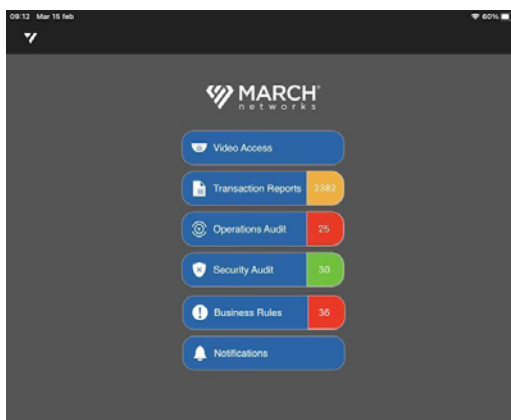 09:12 Mar 15 feb
60%
MARCH
networks
Video Access
Transaction Reports 2382
Operations Audit 25
Security Audit 30
Business Rules 36
Notifications